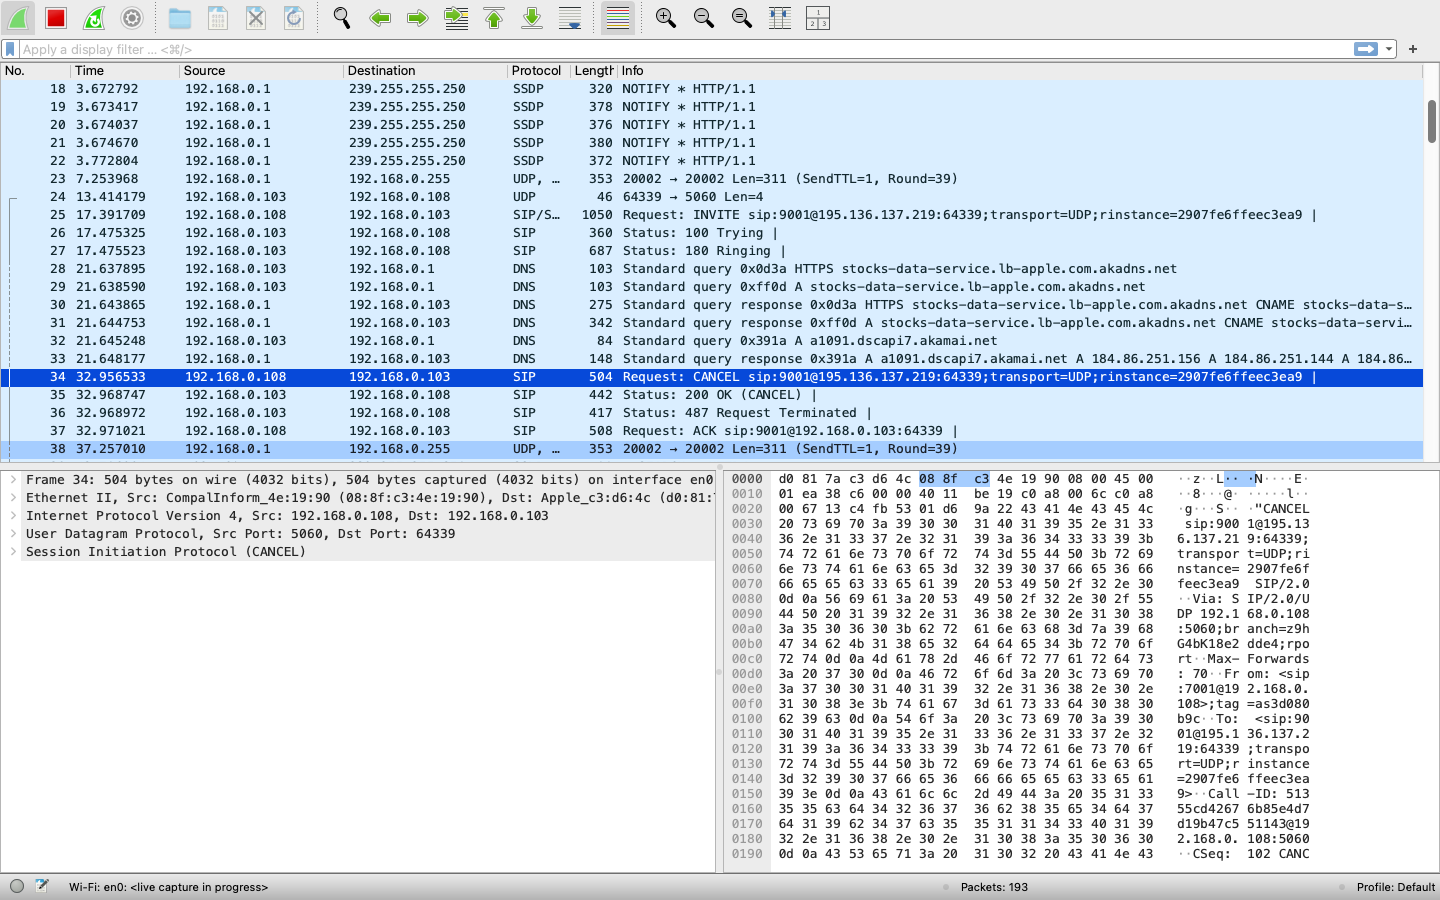 Apply a display filter ... <⌘/>
+
No. Time Source Destination Protocol Length Info
18 3.672792 192.168.0.1 239.255.255.250 SSDP 320 NOTIFY * HTTP/1.1
19 3.673417 192.168.0.1 239.255.255.250 SSDP 378 NOTIFY * HTTP/1.1
20 3.674037 192.168.0.1 239.255.255.250 SSDP 376 NOTIFY * HTTP/1.1
21 3.674670 192.168.0.1 239.255.255.250 SSDP 380 NOTIFY * HTTP/1.1
22 3.772804 192.168.0.1 239.255.255.250 SSDP 372 NOTIFY * HTTP/1.1
23 7.253968 192.168.0.1 192.168.0.255 UDP, … 353 20002 → 20002 Len=311 (SendTTL=1, Round=39)
24 13.414179 192.168.0.103 192.168.0.108 UDP 46 64339 → 5060 Len=4
25 17.391709 192.168.0.108 192.168.0.103 SIP/S… 1050 Request: INVITE sip:9001@195.136.137.219:64339;transport=UDP;rinstance=2907fe6ffeec3ea9 |
26 17.475325 192.168.0.103 192.168.0.108 SIP 360 Status: 100 Trying |
27 17.475523 192.168.0.103 192.168.0.108 SIP 687 Status: 180 Ringing |
28 21.637895 192.168.0.103 192.168.0.1 DNS 103 Standard query 0x0d3a HTTPS stocks-data-service.lb-apple.com.akadns.net
29 21.638590 192.168.0.103 192.168.0.1 DNS 103 Standard query 0xff0d A stocks-data-service.lb-apple.com.akadns.net
30 21.643865 192.168.0.1 192.168.0.103 DNS 275 Standard query response 0x0d3a HTTPS stocks-data-service.lb-apple.com.akadns.net CNAME stocks-data-s…
31 21.644753 192.168.0.1 192.168.0.103 DNS 342 Standard query response 0xff0d A stocks-data-service.lb-apple.com.akadns.net CNAME stocks-data-servi…
32 21.645248 192.168.0.103 192.168.0.1 DNS 84 Standard query 0x391a A a1091.dscapi7.akamai.net
33 21.648177 192.168.0.1 192.168.0.103 DNS 148 Standard query response 0x391a A a1091.dscapi7.akamai.net A 184.86.251.156 A 184.86.251.144 A 184.86…
34 32.956533 192.168.0.108 192.168.0.103 SIP 504 Request: CANCEL sip:9001@195.136.137.219:64339;transport=UDP;rinstance=2907fe6ffeec3ea9 |
35 32.968747 192.168.0.103 192.168.0.108 SIP 442 Status: 200 OK (CANCEL) |
36 32.968972 192.168.0.103 192.168.0.108 SIP 417 Status: 487 Request Terminated |
37 32.971021 192.168.0.108 192.168.0.103 SIP 508 Request: ACK sip:9001@192.168.0.103:64339 |
38 37.257010 192.168.0.1 192.168.0.255 UDP, … 353 20002 → 20002 Len=311 (SendTTL=1, Round=39)
Frame 34: 504 bytes on wire (4032 bits), 504 bytes captured (4032 bits) on interface en0
Ethernet II, Src: CompalInform_4e:19:90 (08:8f:c3:4e:19:90), Dst: Apple_c3:d6:4c (d0:81:
Internet Protocol Version 4, Src: 192.168.0.108, Dst: 192.168.0.103
User Datagram Protocol, Src Port: 5060, Dst Port: 64339
Session Initiation Protocol (CANCEL)
0000 d0 81 7a c3 d6 4c 08 8f c3 4e 19 90 08 00 45 00 ··z··L·· ·N····E·
0010 01 ea 38 c6 00 00 40 11 be 19 c0 a8 00 6c c0 a8 ··8···@· ·····l··
0020 00 67 13 c4 fb 53 01 d6 9a 22 43 41 4e 43 45 4c ·g···S·· ·"CANCEL
0030 20 73 69 70 3a 39 30 30 31 40 31 39 35 2e 31 33 sip:900 1@195.13
0040 36 2e 31 33 37 2e 32 31 39 3a 36 34 33 33 39 3b 6.137.21 9:64339;
0050 74 72 61 6e 73 70 6f 72 74 3d 55 44 50 3b 72 69 transpor t=UDP;ri
0060 6e 73 74 61 6e 63 65 3d 32 39 30 37 66 65 36 66 nstance= 2907fe6f
0070 66 65 65 63 33 65 61 39 20 53 49 50 2f 32 2e 30 feec3ea9 SIP/2.0
0080 0d 0a 56 69 61 3a 20 53 49 50 2f 32 2e 30 2f 55 ··Via: S IP/2.0/U
0090 44 50 20 31 39 32 2e 31 36 38 2e 30 2e 31 30 38 DP 192.1 68.0.108
00a0 3a 35 30 36 30 3b 62 72 61 6e 63 68 3d 7a 39 68 :5060;br anch=z9h
00b0 47 34 62 4b 31 38 65 32 64 64 65 34 3b 72 70 6f G4bK18e2 dde4;rpo
00c0 72 74 0d 0a 4d 61 78 2d 46 6f 72 77 61 72 64 73 rt··Max- Forwards
00d0 3a 20 37 30 0d 0a 46 72 6f 6d 3a 20 3c 73 69 70 : 70··Fr om: <sip
00e0 3a 37 30 30 31 40 31 39 32 2e 31 36 38 2e 30 2e :7001@19 2.168.0.
00f0 31 30 38 3e 3b 74 61 67 3d 61 73 33 64 30 38 30 108>;tag =as3d080
0100 62 39 63 0d 0a 54 6f 3a 20 3c 73 69 70 3a 39 30 b9c··To: <sip:90
0110 30 31 40 31 39 35 2e 31 33 36 2e 31 33 37 2e 32 01@195.1 36.137.2
0120 31 39 3a 36 34 33 33 39 3b 74 72 61 6e 73 70 6f 19:64339 ;transpo
0130 72 74 3d 55 44 50 3b 72 69 6e 73 74 61 6e 63 65 rt=UDP;r instance
0140 3d 32 39 30 37 66 65 36 66 66 65 65 63 33 65 61 =2907fe6 ffeec3ea
0150 39 3e 0d 0a 43 61 6c 6c 2d 49 44 3a 20 35 31 33 9>··Call -ID: 513
0160 35 35 63 64 34 32 36 37 36 62 38 35 65 34 64 37 55cd4267 6b85e4d7
0170 64 31 39 62 34 37 63 35 35 31 31 34 33 40 31 39 d19b47c5 51143@19
0180 32 2e 31 36 38 2e 30 2e 31 30 38 3a 35 30 36 30 2.168.0. 108:5060
0190 0d 0a 43 53 65 71 3a 20 31 30 32 20 43 41 4e 43 ··CSeq: 102 CANC
Wi-Fi: en0: <live capture in progress> Packets: 193 Profile: Default